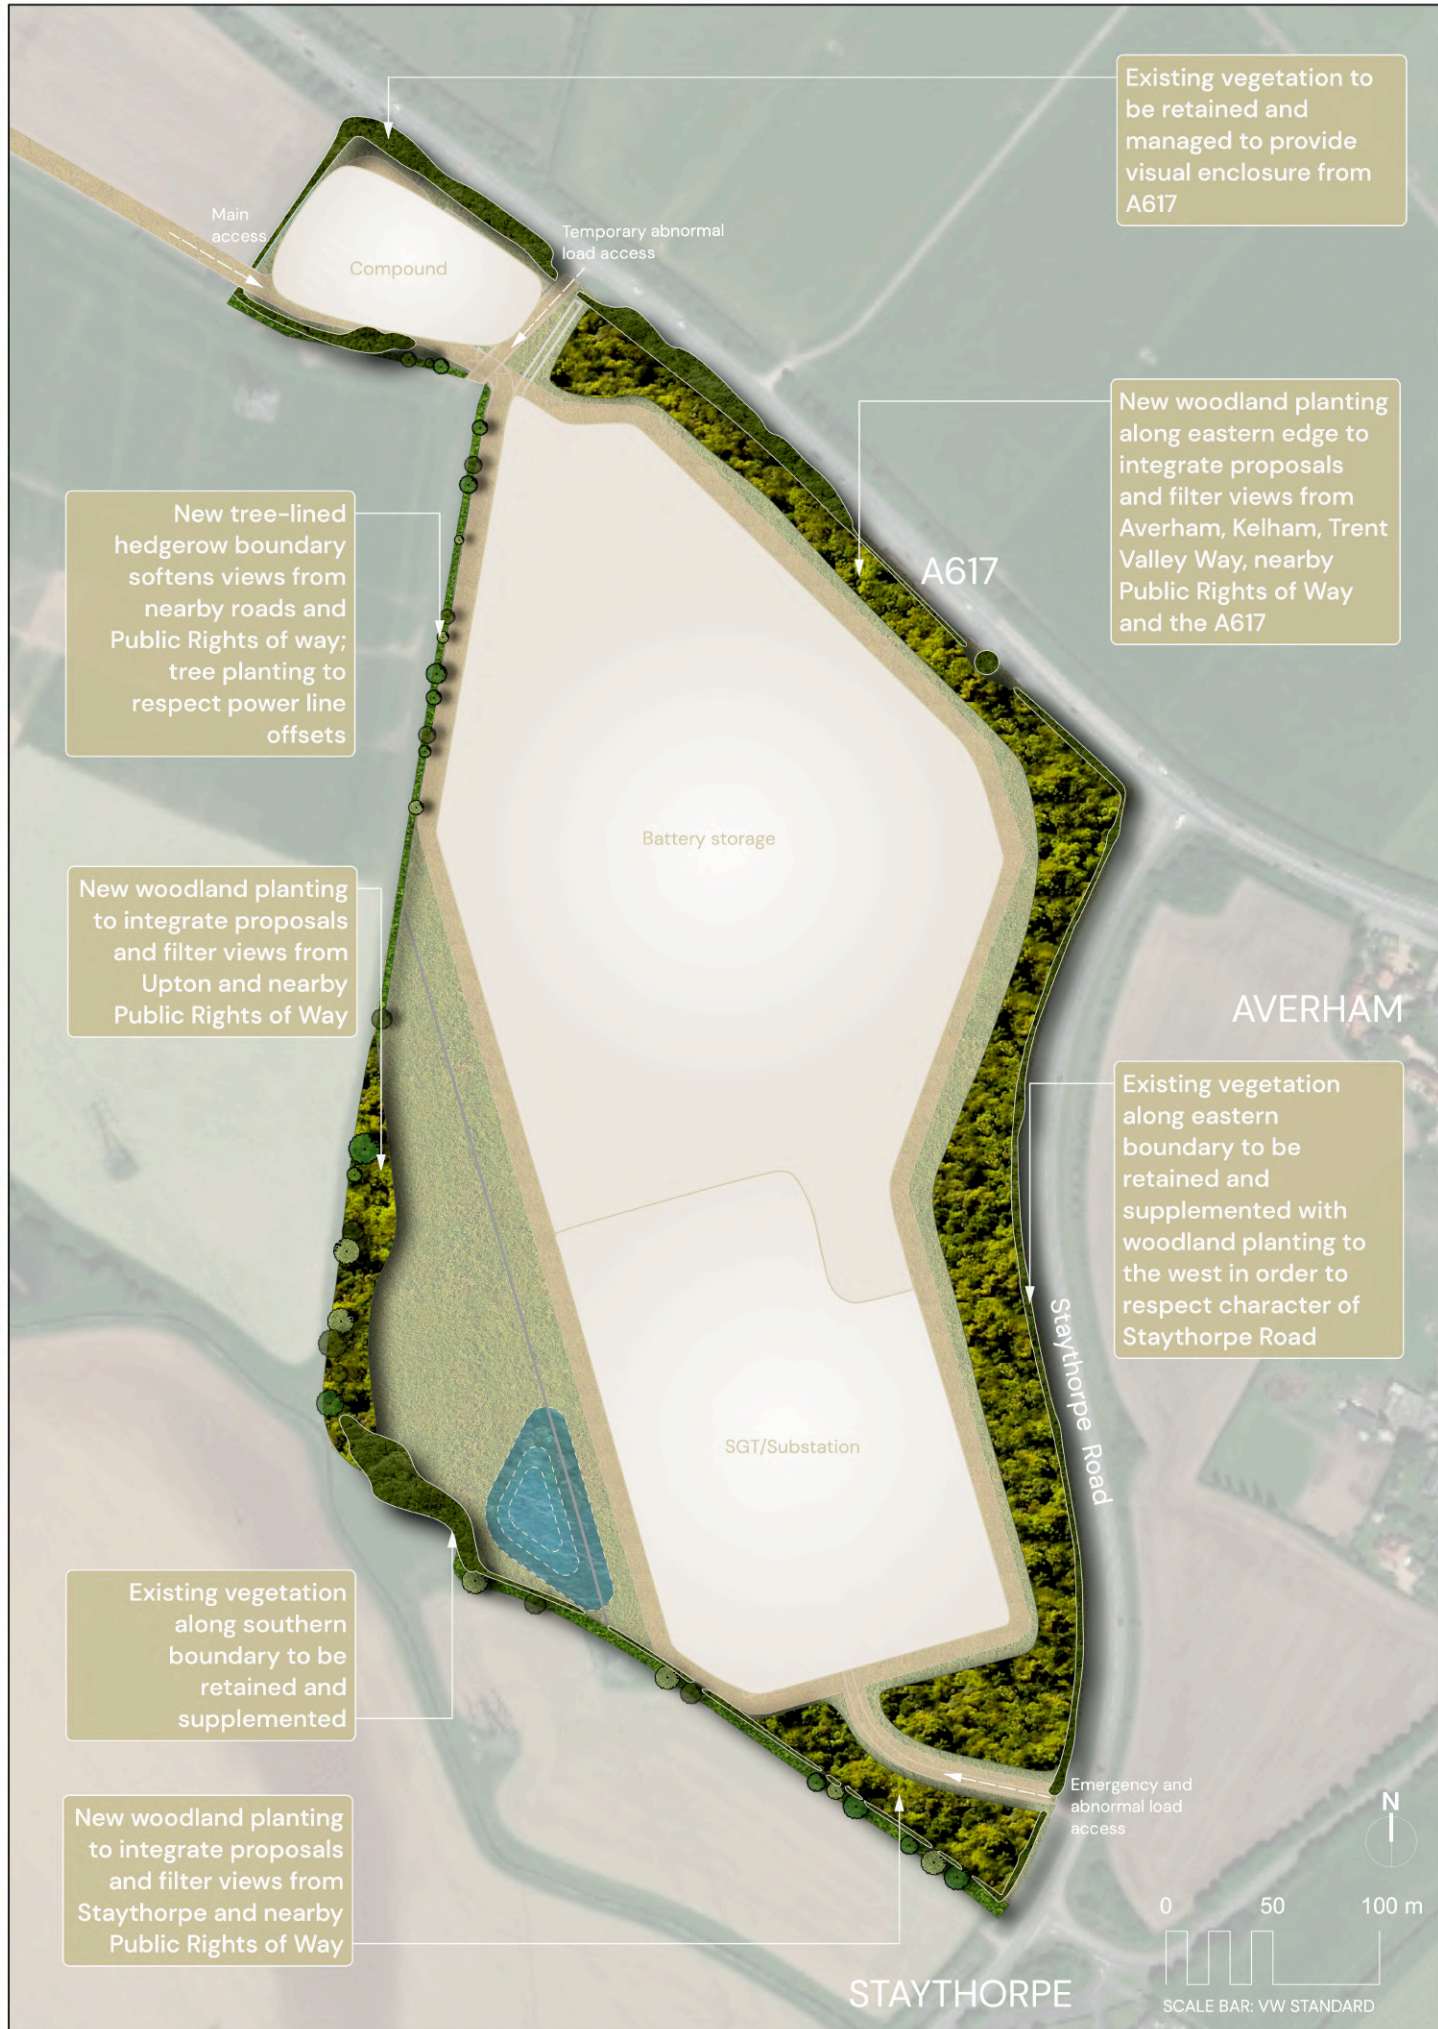 Existing vegetation to
be retained and
managed to provide
visual enclosure from
A617
Main
access
Temporary abnormal
load access
Compound
New woodland planting
along eastern edge to
integrate proposals
and filter views from
Averham, Kelham, Trent
Valley Way, nearby
Public Rights of Way
and the A617
New tree-lined
hedgerow boundary
softens views from
nearby roads and
Public Rights of way;
tree planting to
respect power line
offsets
A617
Battery storage
New woodland planting
to integrate proposals
and filter views from
Upton and nearby
Public Rights of Way
AVERHAM
Existing vegetation
along eastern
boundary to be
retained and
supplemented with
woodland planting to
the west in order to
respect character of
Staythorpe Road
Staythorpe Road
SGT/Substation
Existing vegetation
along southern
boundary to be
retained and
supplemented
Emergency and
abnormal load
access
New woodland planting
to integrate proposals
and filter views from
Staythorpe and nearby
Public Rights of Way
N
0 50 100 m
SCALE BAR: VW STANDARD
STAYTHORPE